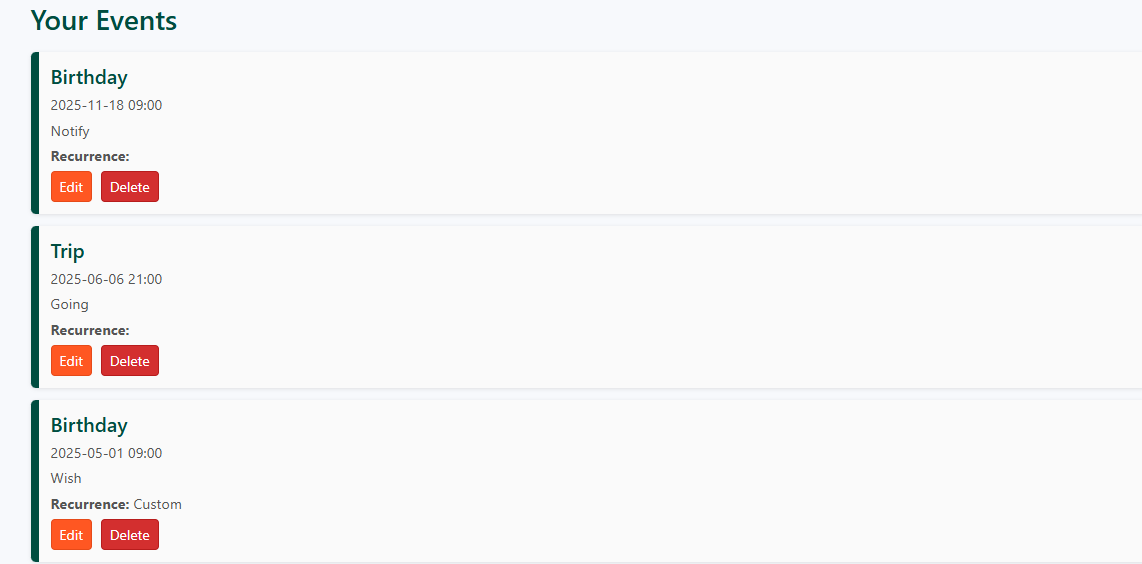 Your Events
Birthday
2025-11-18 09:00
Notify
Recurrence:
Edit Delete
Trip
2025-06-06 21:00
Going
Recurrence:
Edit Delete
Birthday
2025-05-01 09:00
Wish
Recurrence: Custom
Edit Delete